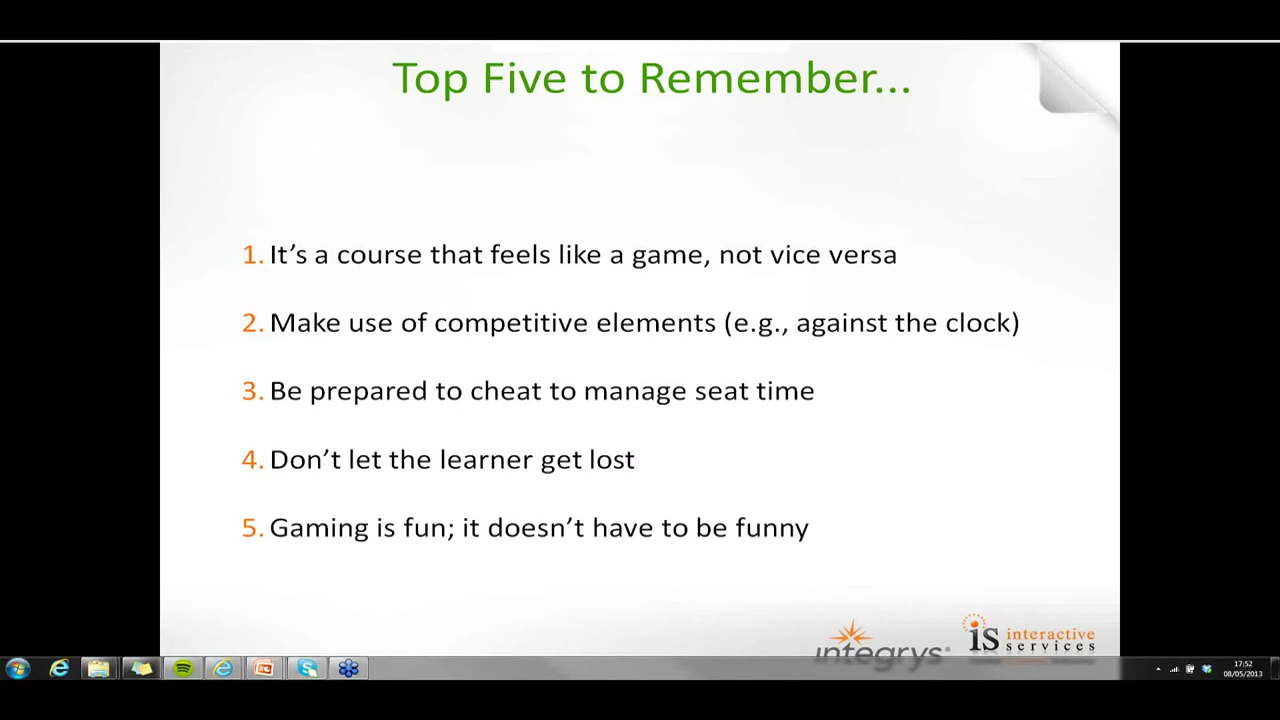 Top Five to Remember...
1. It’s a course that feels like a game, not vice versa
2. Make use of competitive elements (e.g., against the clock)
3. Be prepared to cheat to manage seat time
4. Don’t let the learner get lost
5. Gaming is fun; it doesn’t have to be funny
integrys®
is interactive
services
17:52
08/05/2013